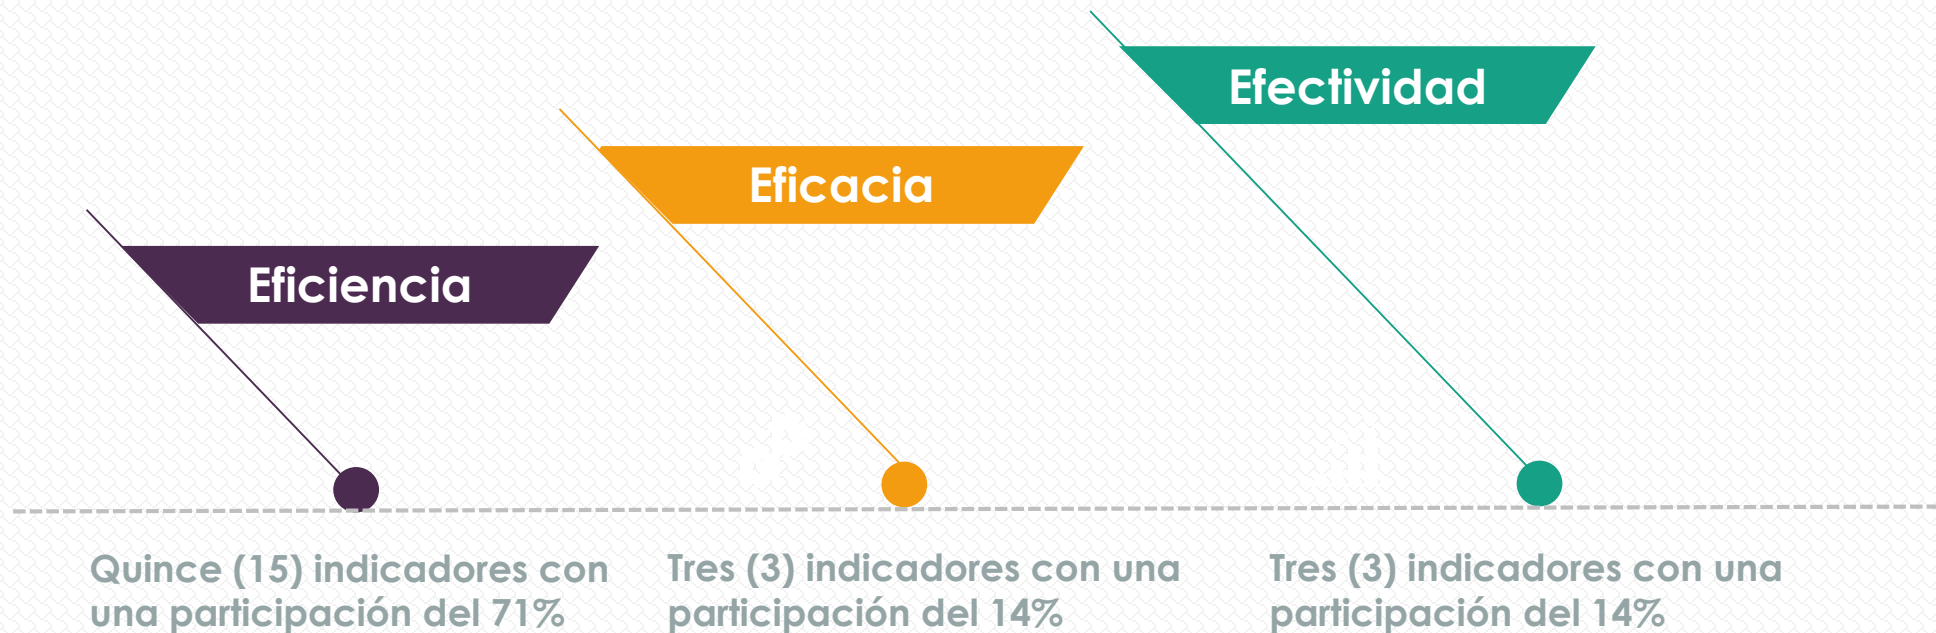 Efectividad
Eficacia
Eficiencia
Quince (15) indicadores con
una participación del 71%
Tres (3) indicadores con una
participación del 14%
Tres (3) indicadores con una
participación del 14%